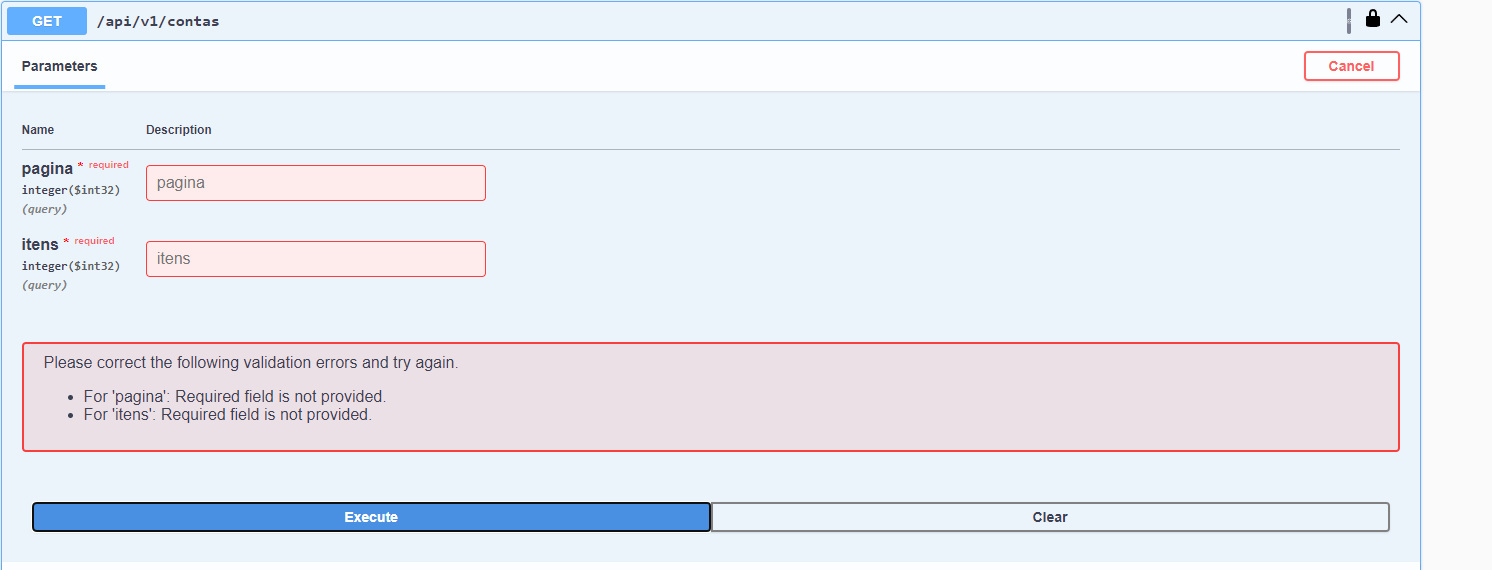 GET /api/v1/contas
Parameters
Cancel
Name Description
pagina * required
pagina
integer($int32)
(query)
itens * required
itens
integer($int32)
(query)
Please correct the following validation errors and try again.
• For 'pagina': Required field is not provided.
• For 'itens': Required field is not provided.
Execute Clear